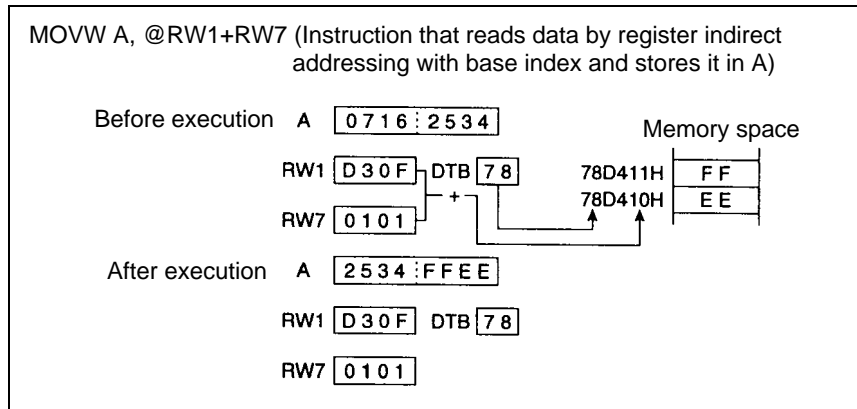 MOVW A, @RW1+RW7 (Instruction that reads data by register indirect
addressing with base index and stores it in A)
Before execution A 0716 2534
Memory space
RW1 D30F DTB 78 78D411H FF
+ 78D410H EE
RW7 0101
After execution A 2534 FFEE
RW1 D30F DTB 78
RW7 0101